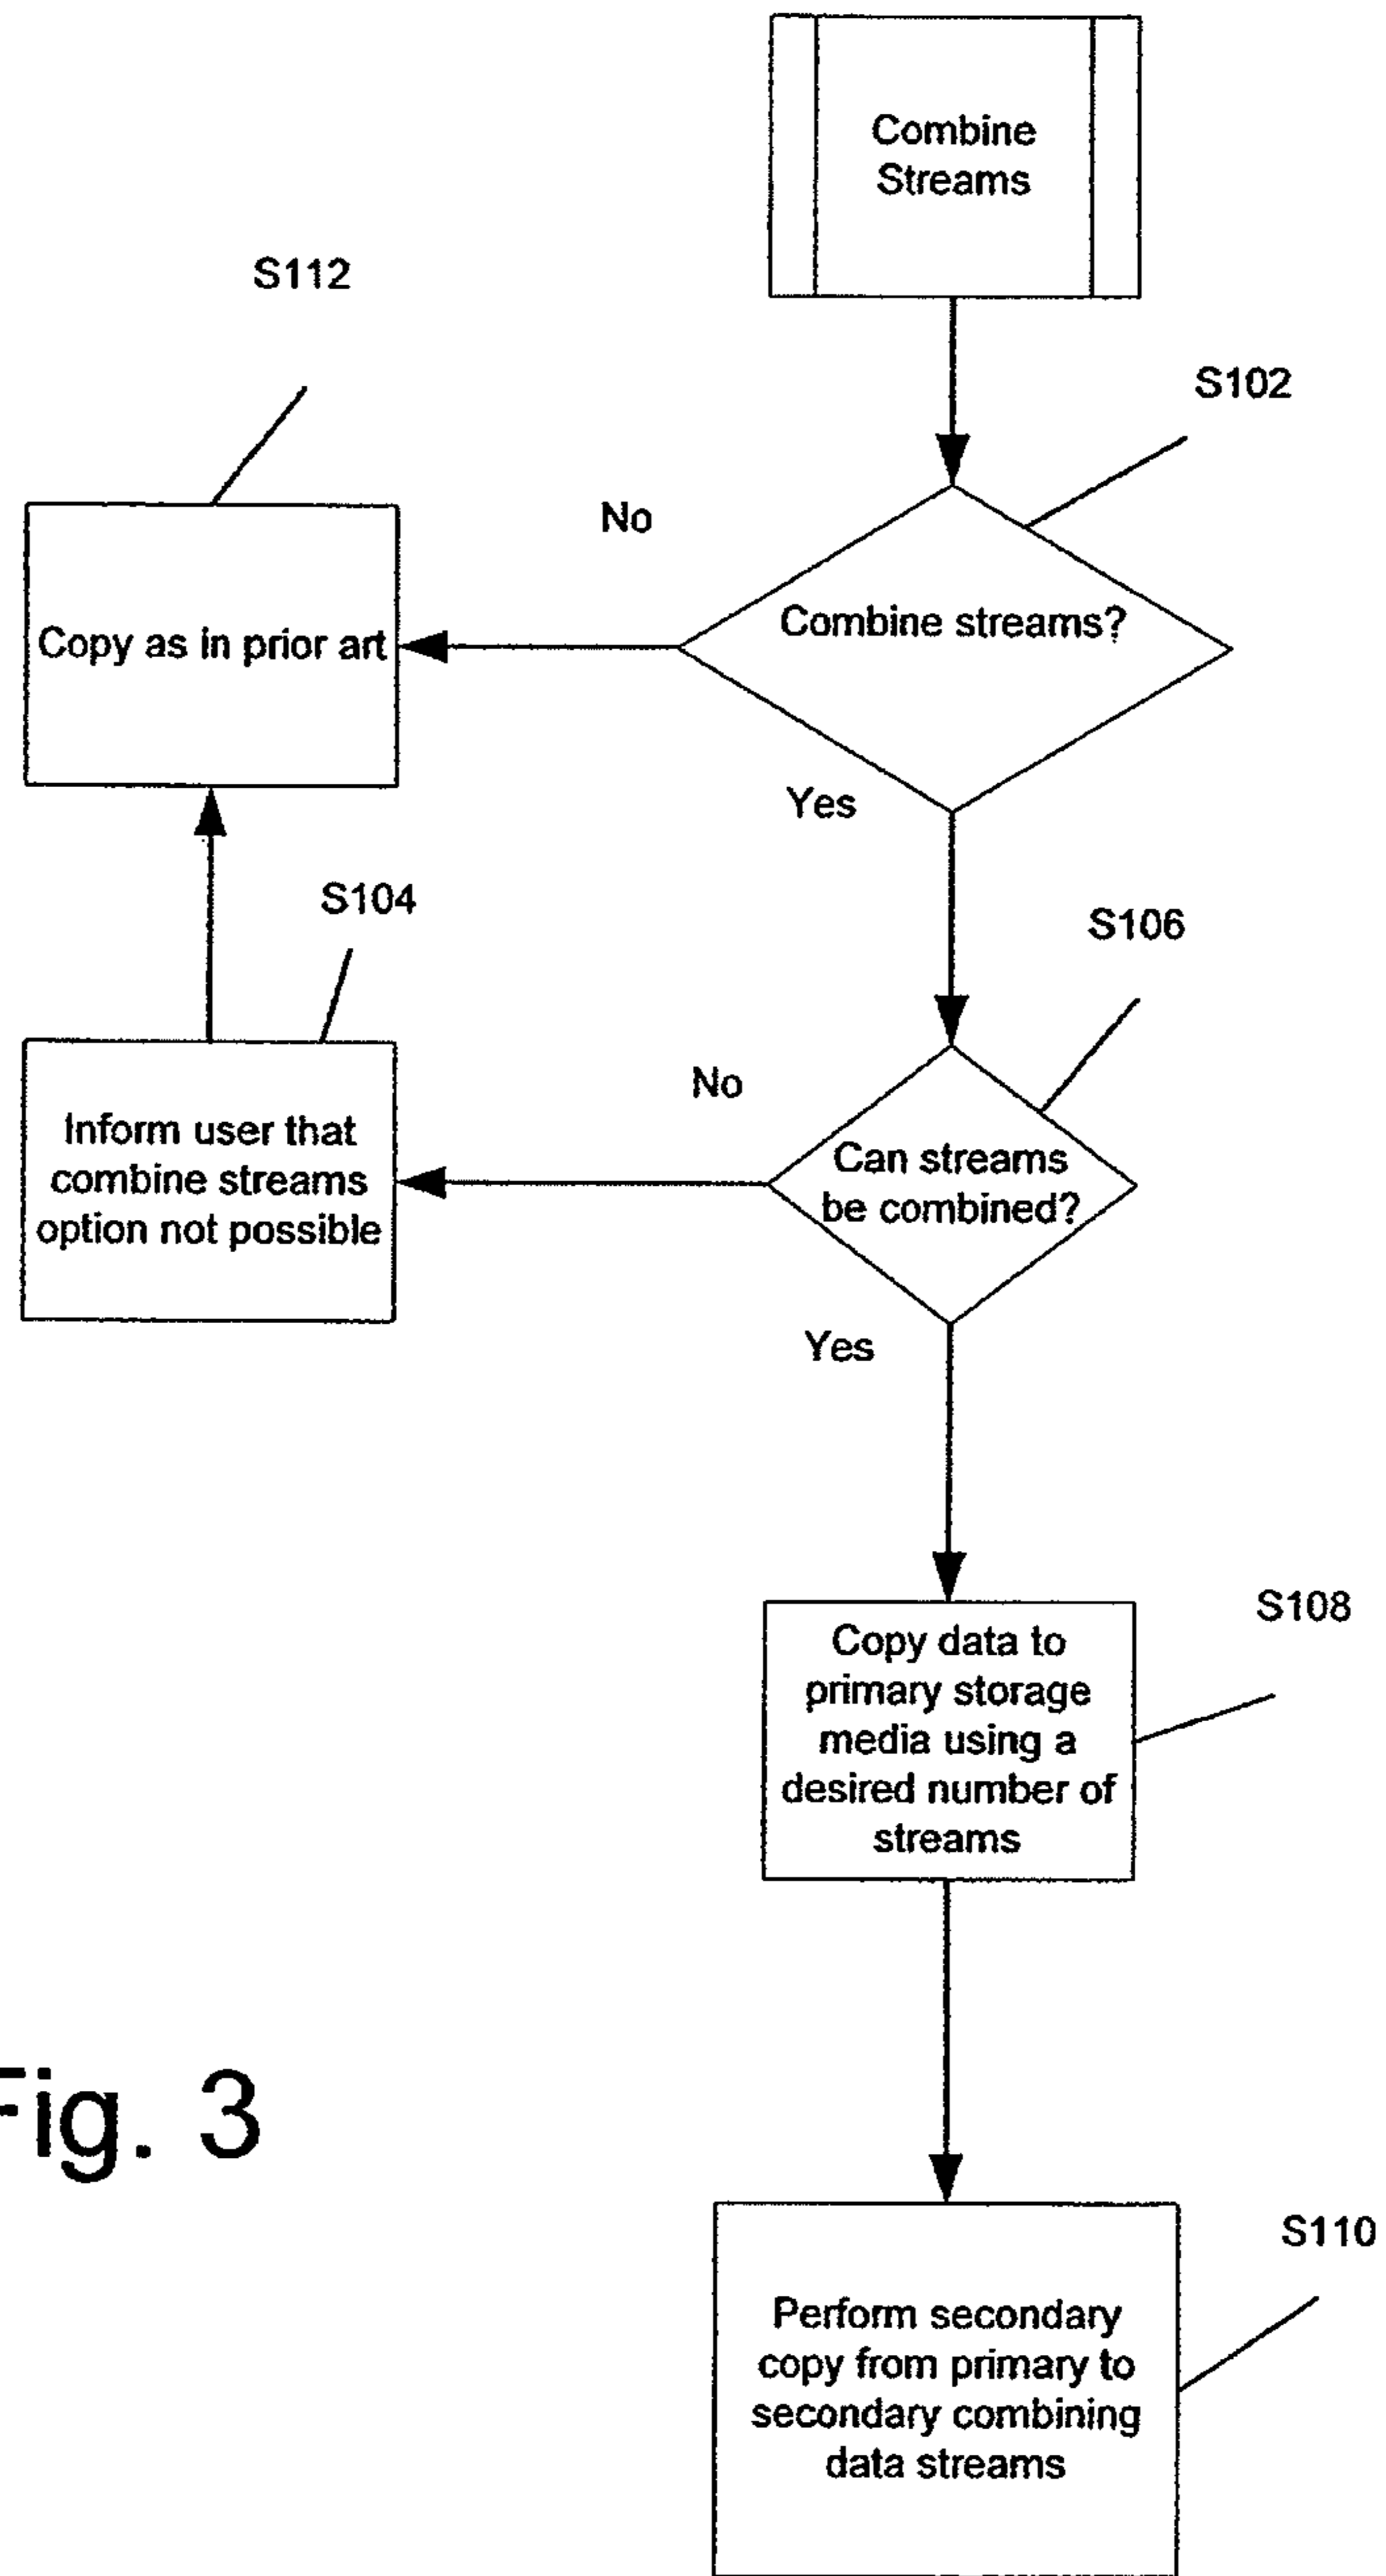 Combine
Streams
S112
S102
No
Combine streams?
Copy as in prior art
Yes
S104
S106
No
Inform user that
combine streams
option not possible
Can streams
be combined?
Yes
S108
Copy data to
primary storage
media using a
desired number of
streams
Fig. 3
S110
Perform secondary
copy from primary to
secondary combining
data streams